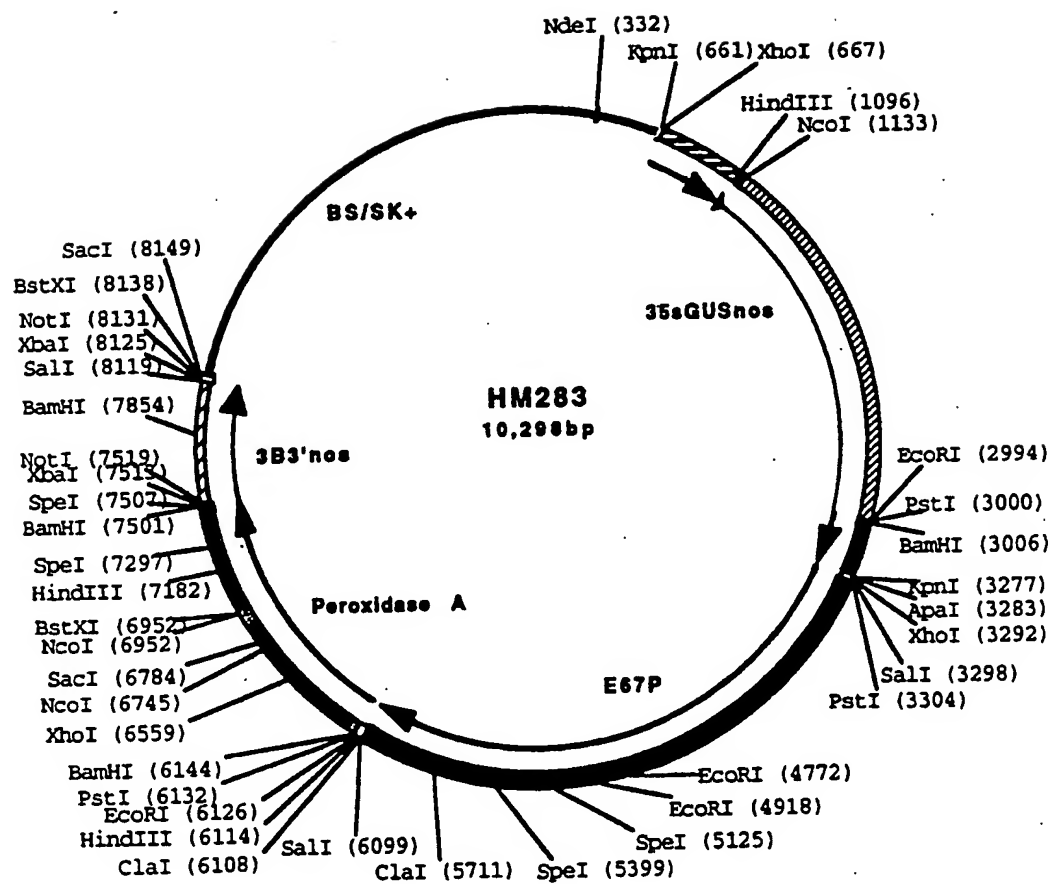 NdeI (332)
KpnI (661)
XhoI (667)
HindIII (1096)
NcoI (1133)
BS/SK+
SacI (8149)
BstXI (8138)
NotI (8131)
XbaI (8125)
SalI (8119)
BamHI (7854)
35sGUSnos
HM283
10,298bp
3B3'nos
NotI (7519)
XbaI (7513)
SpeI (7507)
BamHI (7501)
SpeI (7297)
HindIII (7182)
EcoRI (2994)
PstI (3000)
BamHI (3006)
KpnI (3277)
ApaI (3283)
XhoI (3292)
SalI (3298)
PstI (3304)
Peroxidase A
BstXI (6952)
NcoI (6952)
SacI (6784)
NcoI (6745)
XhoI (6559)
E67P
BamHI (6144)
PstI (6132)
EcoRI (6126)
HindIII (6114)
ClaI (6108)
SalI (6099)
ClaI (5711)
SpeI (5399)
SpeI (5125)
EcoRI (4918)
EcoRI (4772)